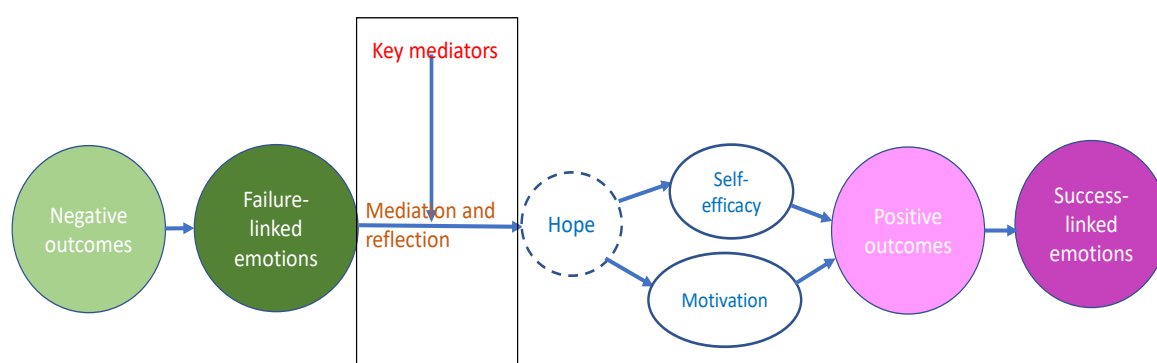 Key mediators
Negative
outcomes
Failure-
linked
emotions
Mediation and
reflection
Hope
Self-
efficacy
Motivation
Positive
outcomes
Success-
linked
emotions